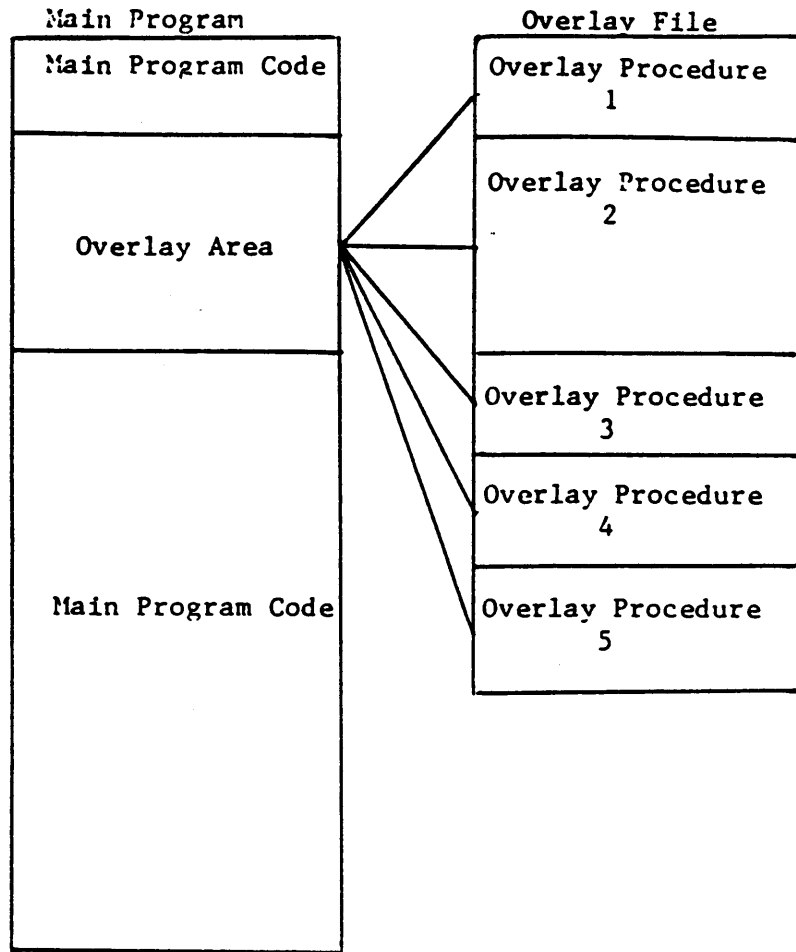 Main Program
Main Program Code
Overlay Area
Main Program Code
Overlay File
Overlay Procedure
1
Overlay Procedure
2
Overlay Procedure
3
Overlay Procedure
4
Overlay Procedure
5